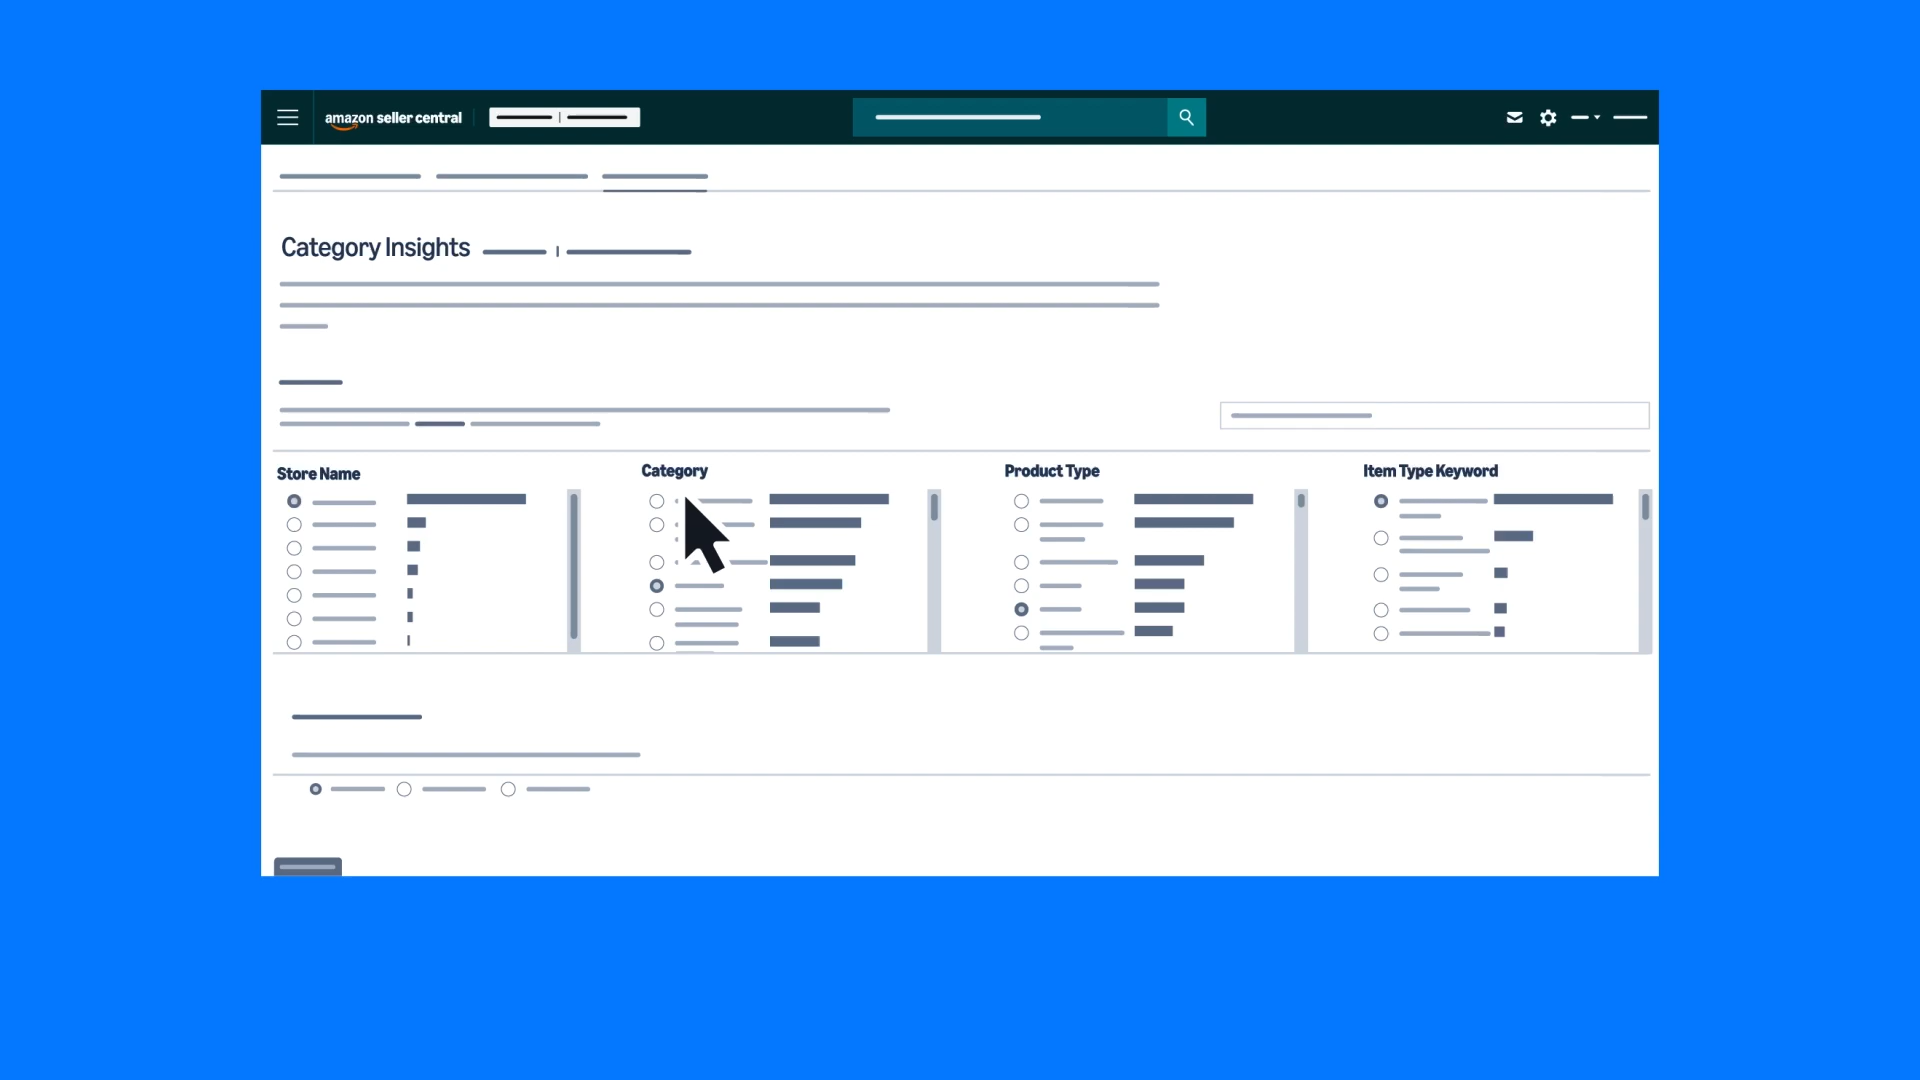 amazon seller central
Category Insights
Store Name
Category
Product Type
Item Type Keyword